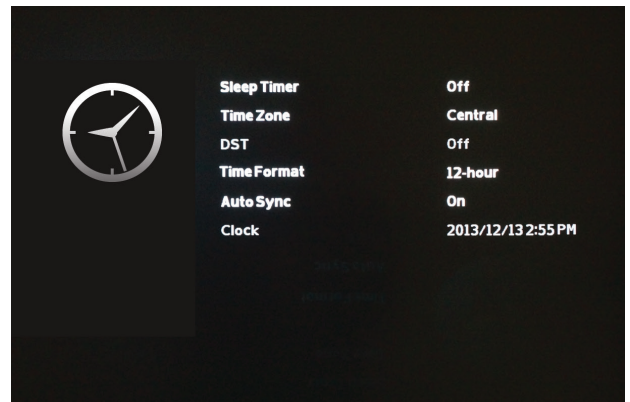 Sleep Timer Off
Time Zone Central
DST Off
Time Format 12-hour
Auto Sync On
Clock 2013/12/13 2:55 PM